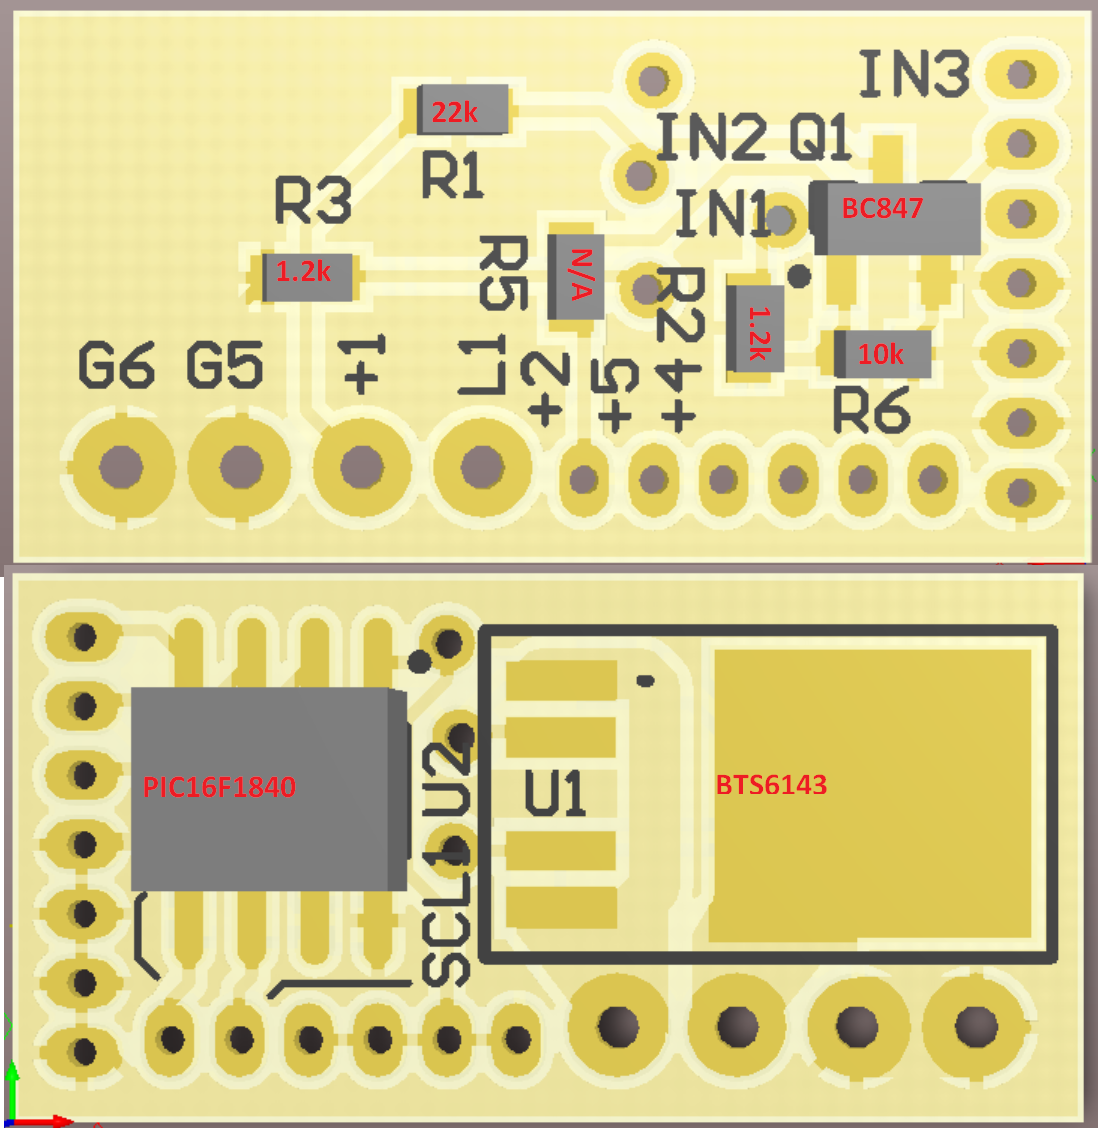 IN3
22k
IN2 Q1
R1
R3
IN1
BC847
1.2k
R5
N/A
R2
1.2k
10k
G6 G5 +1 L1 +2 +5 +4
R6
PIC16F1840
U2
U1
BTS6143
SCL1